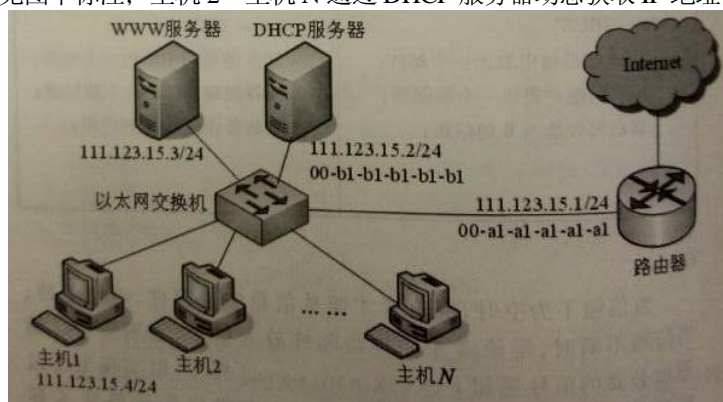 WWW服务器 DHCP服务器
Internet
111.123.15.3/24
111.123.15.2/24
00-b1-b1-b1-b1-b1
以太网交换机
111.123.15.1/24
00-a1-a1-a1-a1-a1
路由器
......
主机1
主机2
主机N
111.123.15.4/24